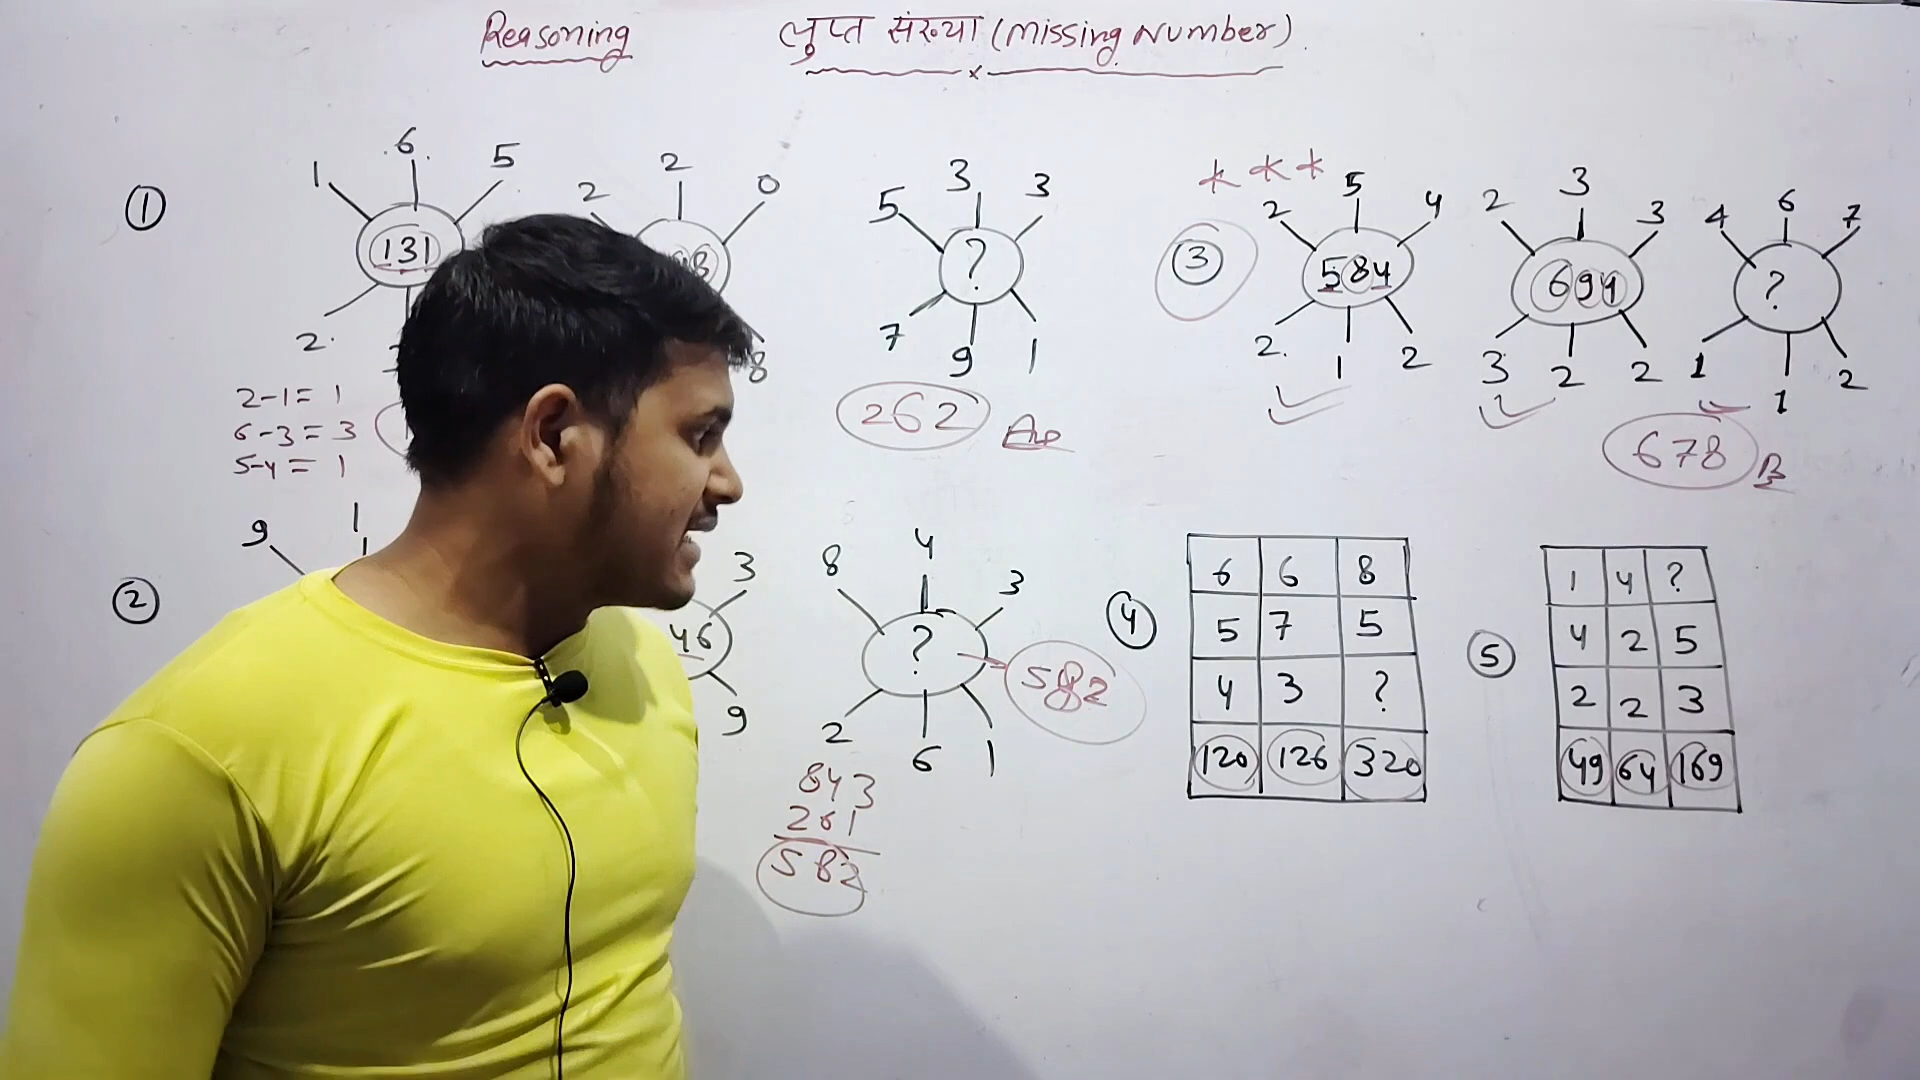 Reasoning
लुप्त संख्या (Missing Number)
1
1 6 5
131
2
2-1= 1
6-3= 3
5-4= 1
2 2 0
8
5 3 3
?
7 9 1
262 Ans
3
2 5 4
584
2 1 2
2 3 3
694
3 2 2
4 6 7
?
1 1 2
678
2
9 1
3
46
9
8 4 3
?
2 6 1
582
843
261
582
4
6 6 8
5 7 5
4 3 ?
120 126 320
5
1 4 ?
4 2 5
2 2 3
49 64 169